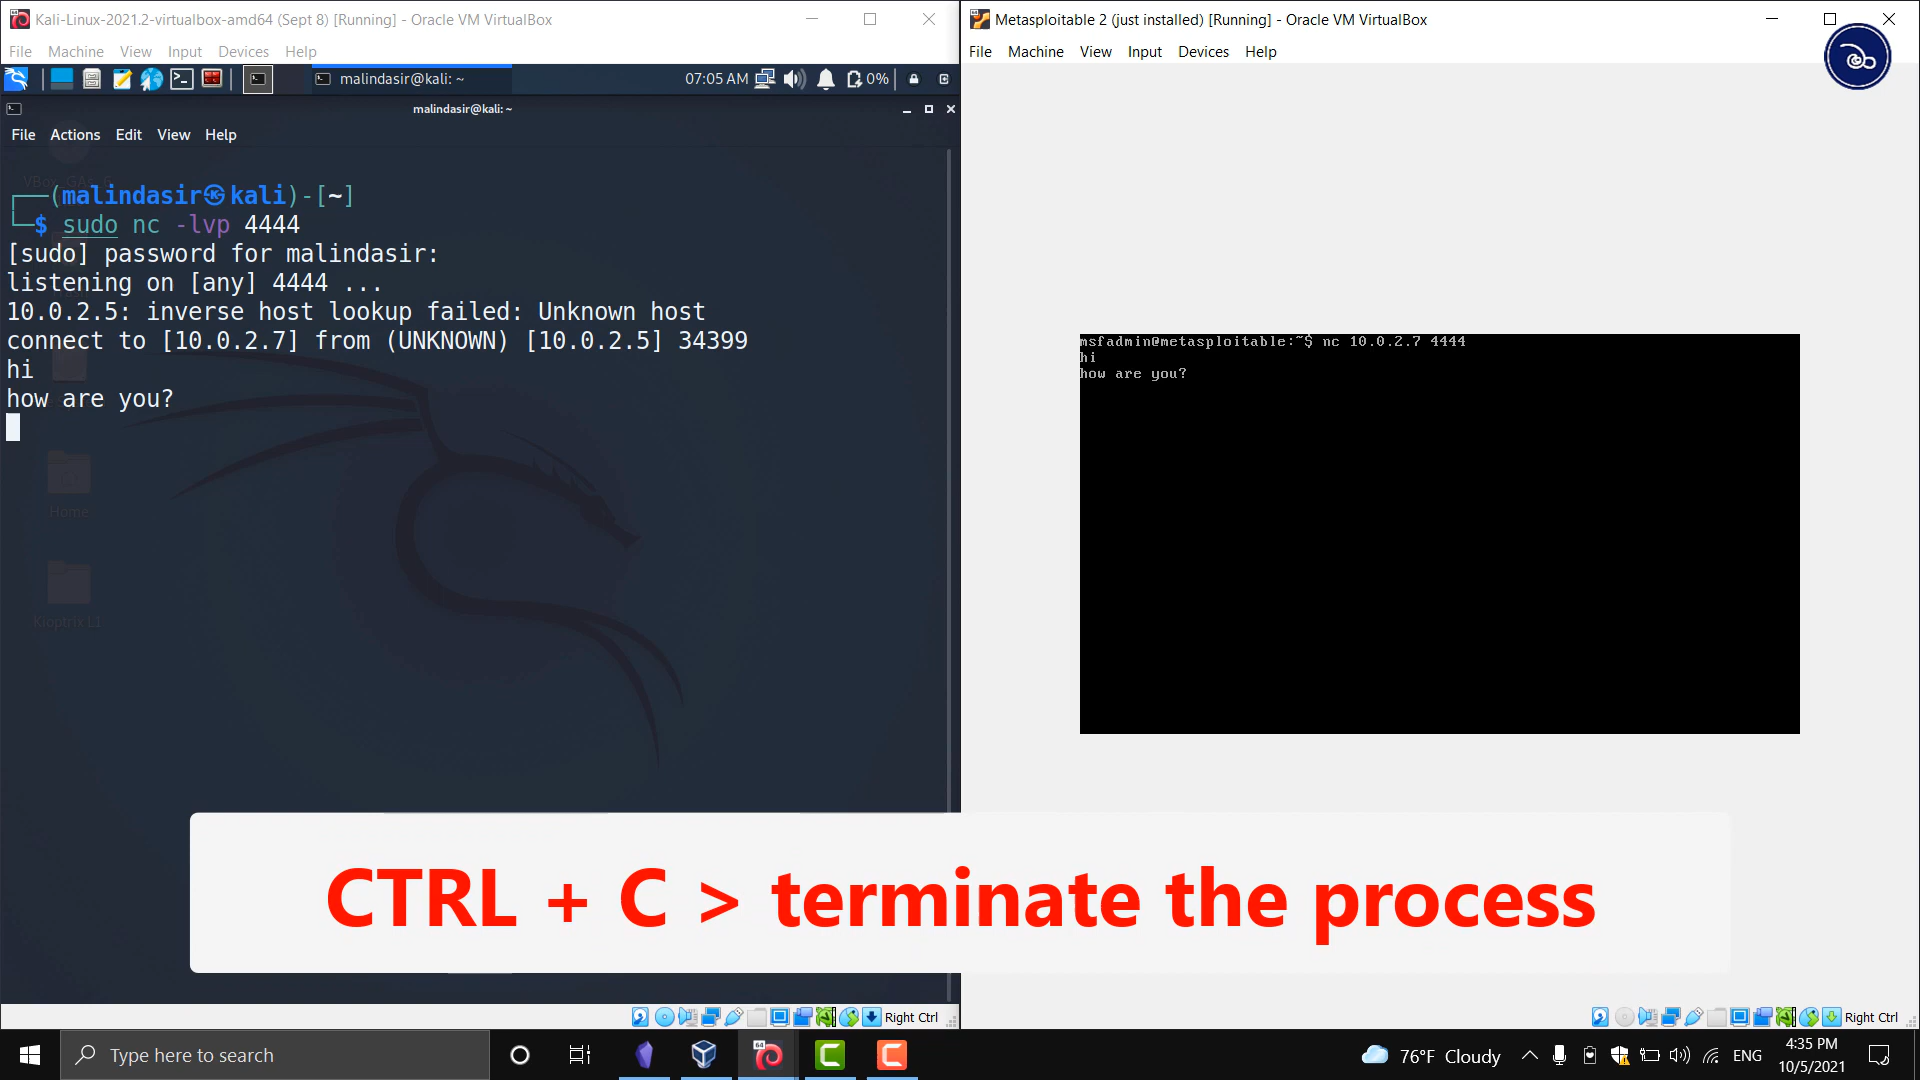 Kali-Linux-2021.2-virtualbox-amd64 (Sept 8) [Running] - Oracle VM VirtualBox
File Machine View Input Devices Help
malindasir@kali: ~
07:05 AM
0%
malindasir@kali: ~
File Actions Edit View Help
(malindasir㉿kali)-[~]
$ sudo nc -lvp 4444
[sudo] password for malindasir:
listening on [any] 4444 ...
10.0.2.5: inverse host lookup failed: Unknown host
connect to [10.0.2.7] from (UNKNOWN) [10.0.2.5] 34399
hi
how are you?
Home
Kioptrix L1
Right Ctrl
Metasploitable 2 (just installed) [Running] - Oracle VM VirtualBox
File Machine View Input Devices Help
msfadmin@metasploitable:~$ nc 10.0.2.7 4444
hi
how are you?
Right Ctrl
CTRL + C > terminate the process
Type here to search
64
76°F Cloudy
ENG
4:35 PM
10/5/2021